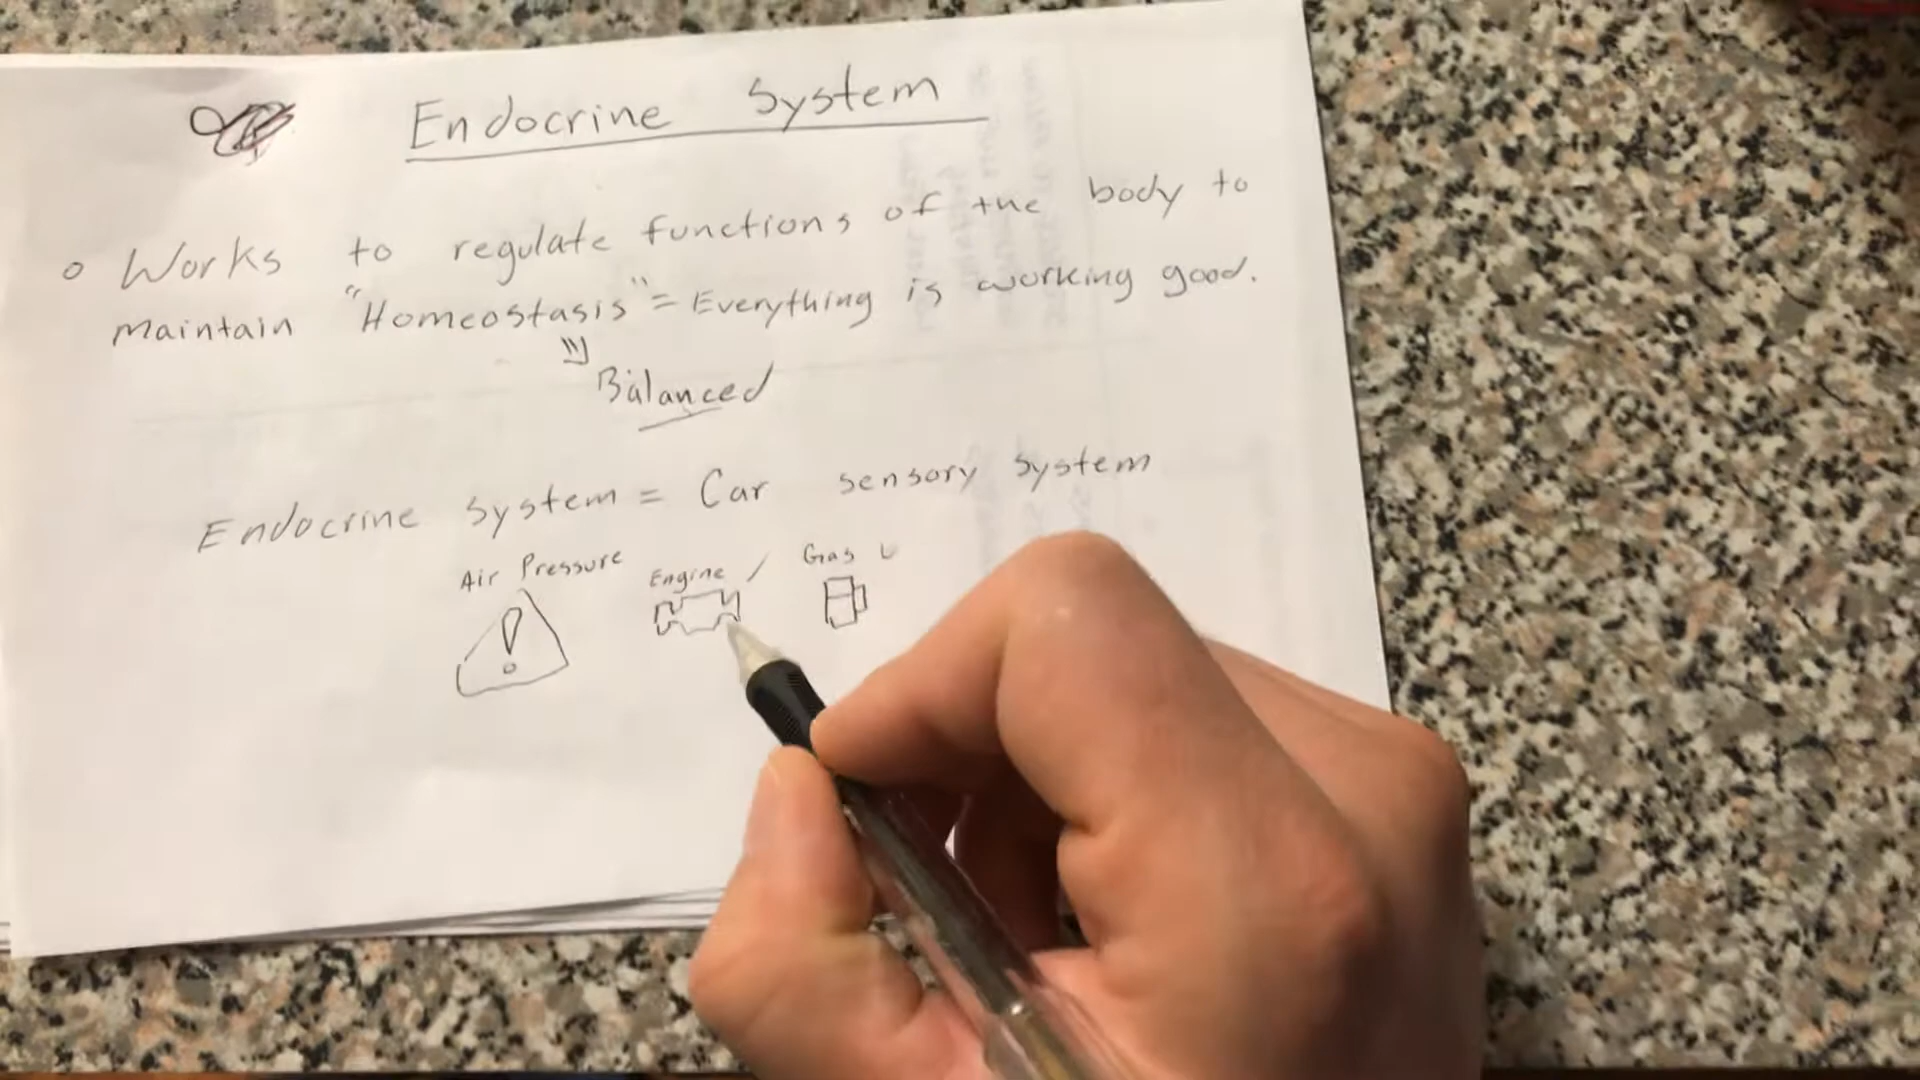 Endocrine System
Works to regulate functions of the body to
maintain "Homeostasis" = Everything is working good.
Balanced
Endocrine System = Car sensory system
Air Pressure Engine / Gas